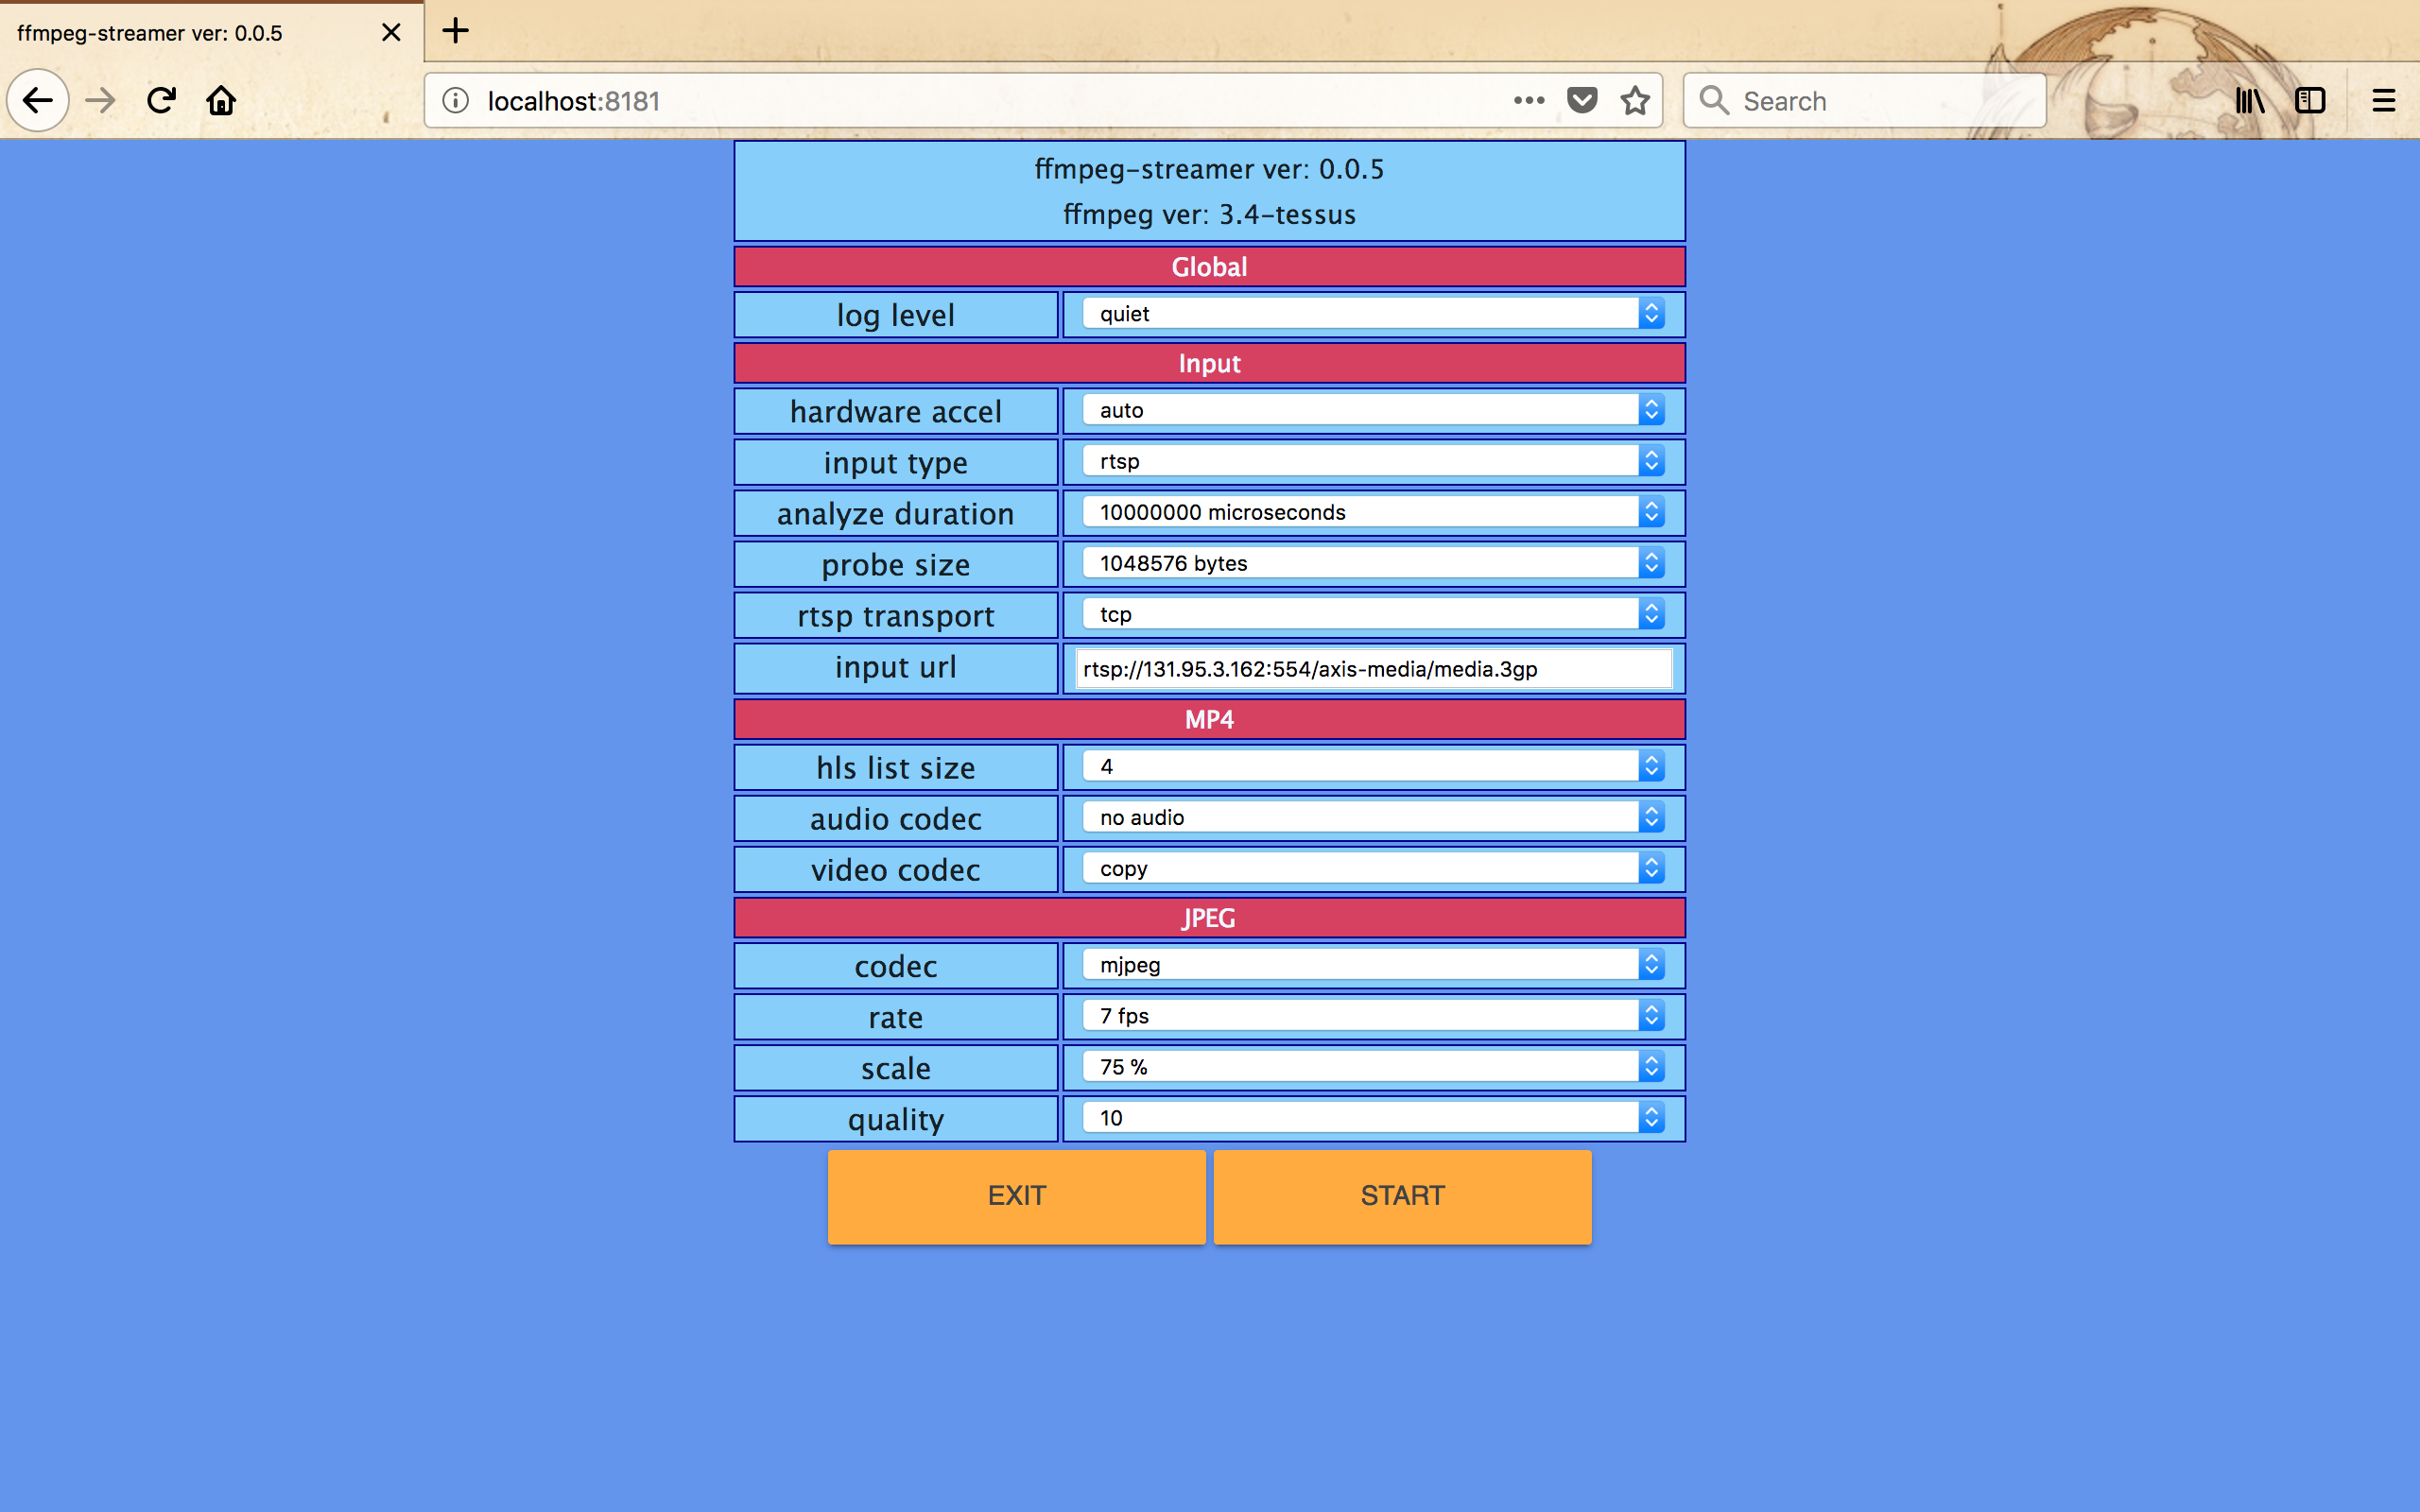 ffmpeg-streamer ver: 0.0.5
localhost:8181
Search
ffmpeg-streamer ver: 0.0.5
ffmpeg ver: 3.4-tessus
Global
log level quiet
Input
hardware accel auto
input type rtsp
analyze duration 10000000 microseconds
probe size 1048576 bytes
rtsp transport tcp
input url rtsp://131.95.3.162:554/axis-media/media.3gp
MP4
hls list size 4
audio codec no audio
video codec copy
JPEG
codec mjpeg
rate 7 fps
scale 75 %
quality 10
EXIT START